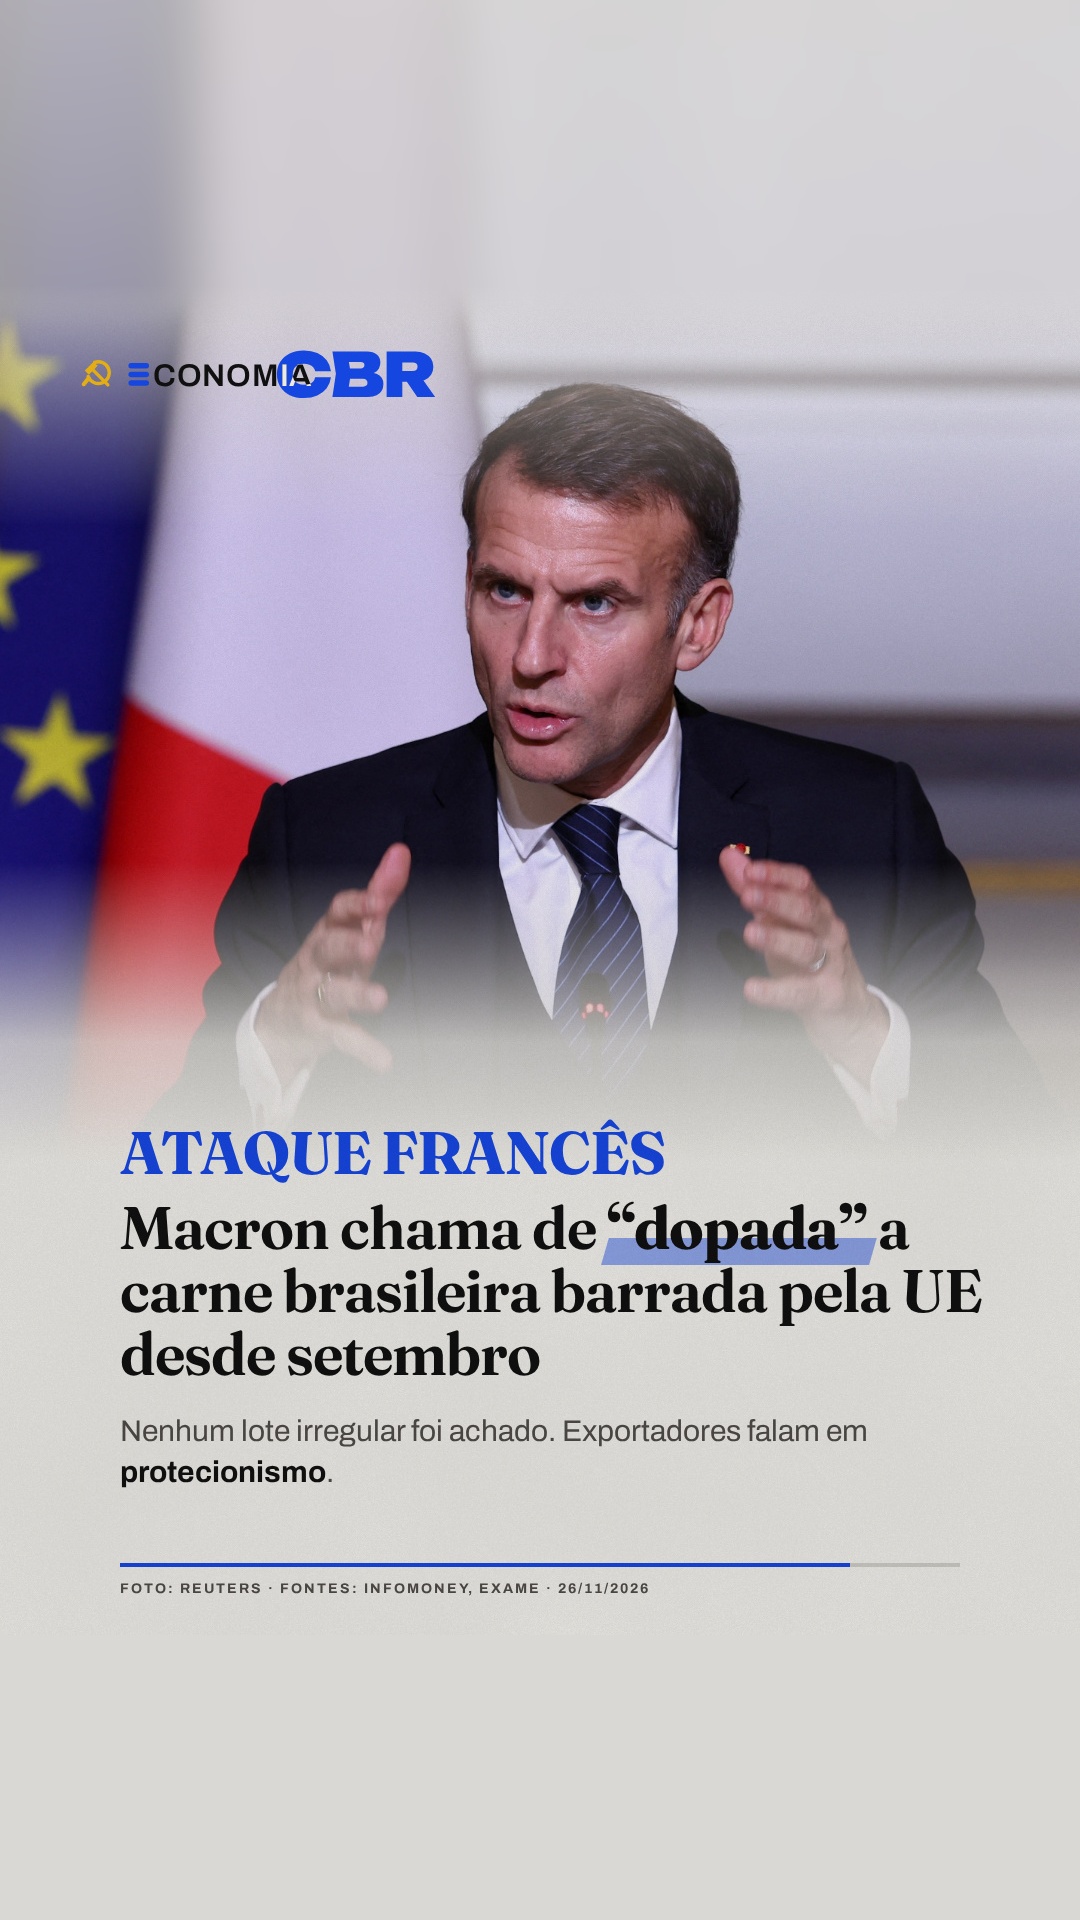 ECONOMIA CBR
ATAQUE FRANCÊS
Macron chama de “dopada” a
carne brasileira barrada pela UE
desde setembro
Nenhum lote irregular foi achado. Exportadores falam em
protecionismo.
FOTO: REUTERS · FONTES: INFOMONEY, EXAME · 26/11/2026